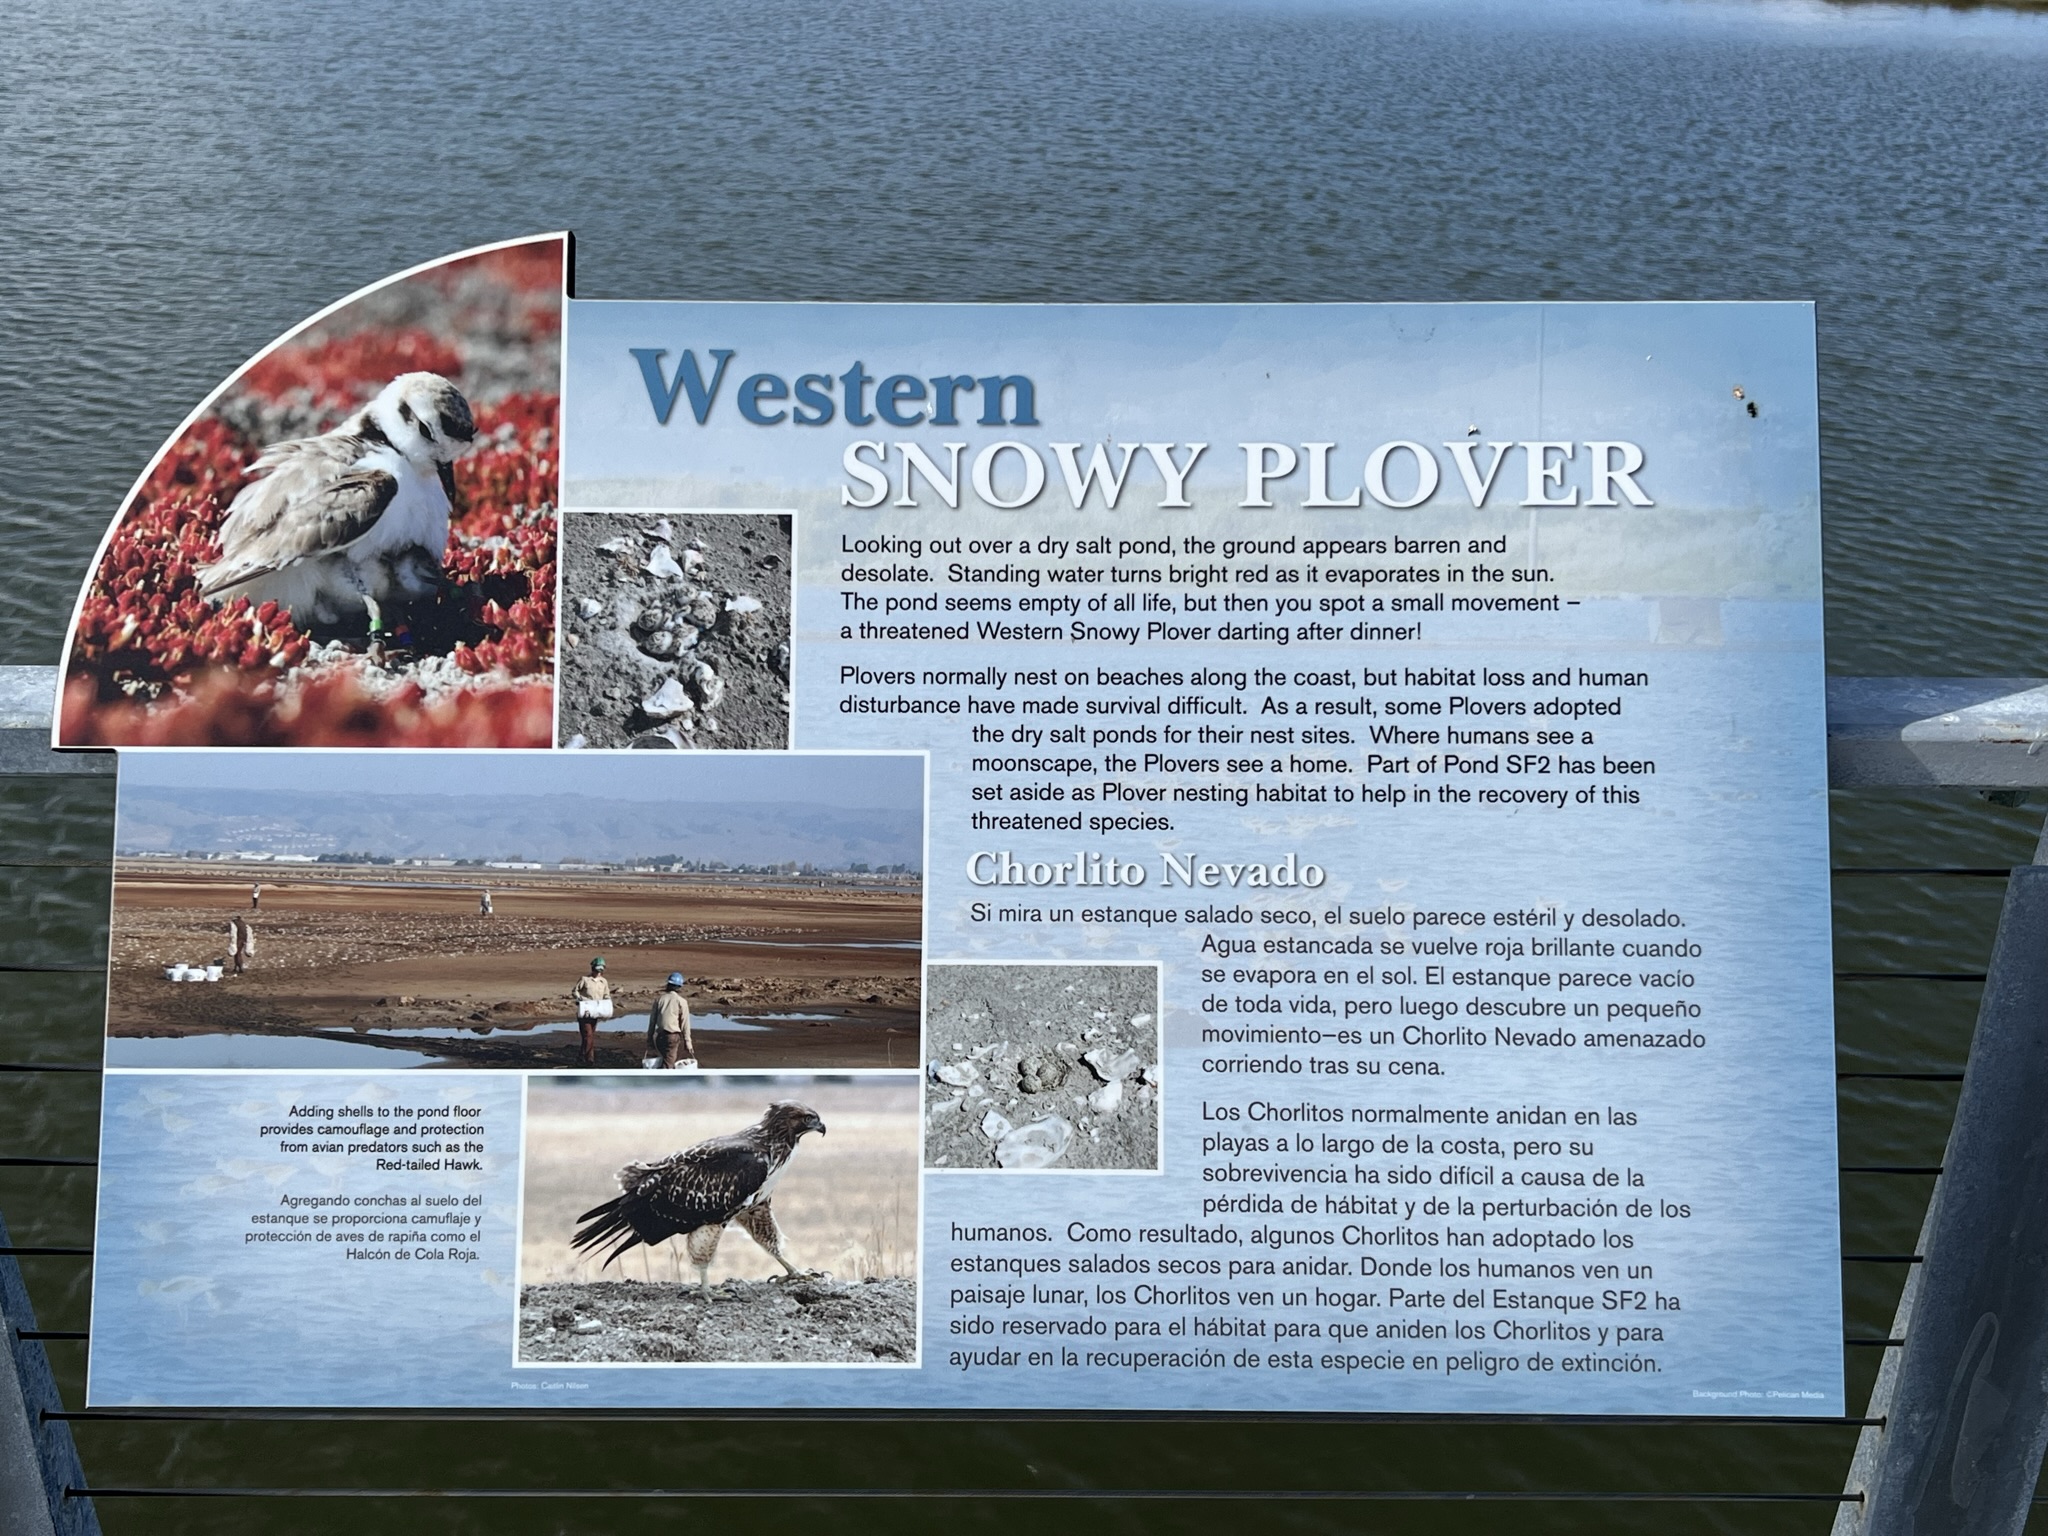 Western
SNOWY PLOVER
Looking out over a dry salt pond, the ground appears barren and
desolate. Standing water turns bright red as it evaporates in the sun.
The pond seems empty of all life, but then you spot a small movement –
a threatened Western Snowy Plover darting after dinner!
Plovers normally nest on beaches along the coast, but habitat loss and human
disturbance have made survival difficult. As a result, some Plovers adopted
the dry salt ponds for their nest sites. Where humans see a
moonscape, the Plovers see a home. Part of Pond SF2 has been
set aside as Plover nesting habitat to help in the recovery of this
threatened species.
Chorlito Nevado
Si mira un estanque salado seco, el suelo parece estéril y desolado.
Agua estancada se vuelve roja brillante cuando
se evapora en el sol. El estanque parece vacío
de toda vida, pero luego descubre un pequeño
movimiento–es un Chorlito Nevado amenazado
corriendo tras su cena.
Los Chorlitos normalmente anidan en las
playas a lo largo de la costa, pero su
sobrevivencia ha sido difícil a causa de la
pérdida de hábitat y de la perturbación de los
humanos. Como resultado, algunos Chorlitos han adoptado los
estanques salados secos para anidar. Donde los humanos ven un
paisaje lunar, los Chorlitos ven un hogar. Parte del Estanque SF2 ha
sido reservado para el hábitat para que aniden los Chorlitos y para
ayudar en la recuperación de esta especie en peligro de extinción.
Adding shells to the pond floor
provides camouflage and protection
from avian predators such as the
Red-tailed Hawk.
Agregando conchas al suelo del
estanque se proporciona camuflaje y
protección de aves de rapiña como el
Halcón de Cola Roja.
Photos: Caitlin Nilsen
Background Photo: ©Pelican Media